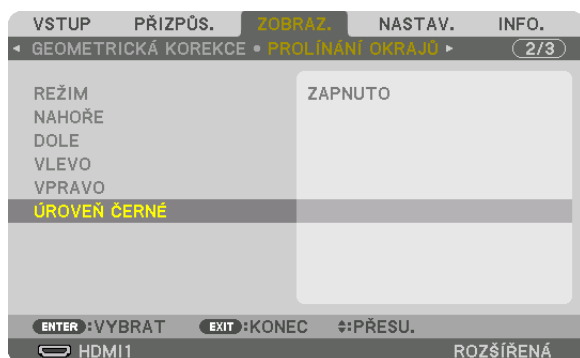 VSTUP PŘIZPŮS. ZOBRAZ. NASTAV. INFO.
◂ GEOMETRICKÁ KOREKCE • PROLÍNÁNÍ OKRAJŮ ▸ 2/3
REŽIM ZAPNUTO
NAHOŘE
DOLE
VLEVO
VPRAVO
ÚROVEŇ ČERNÉ
ENTER :VYBRAT EXIT :KONEC :PŘESU.
HDMI1 ROZŠÍŘENÁ